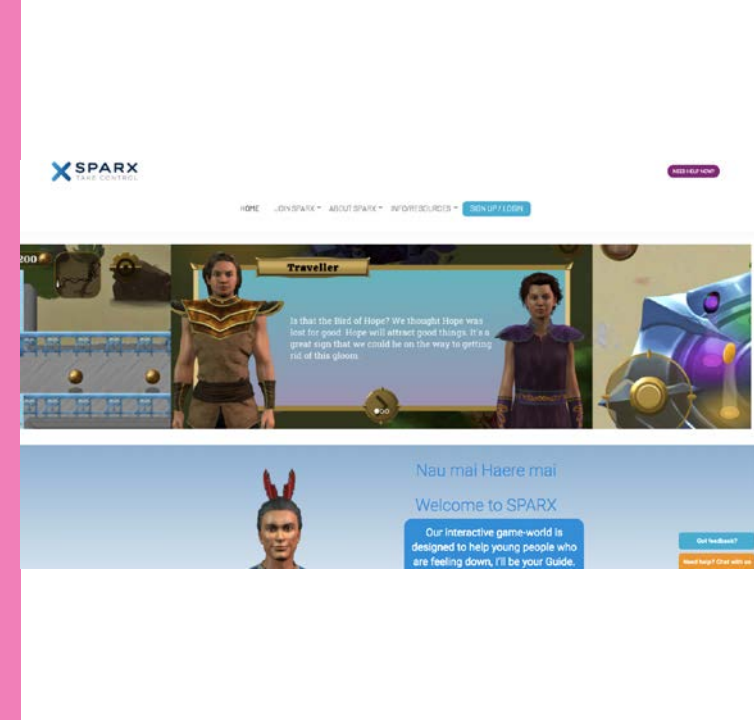 SPARX
TAKE CONTROL
NEED HELP NOW?
HOME JOIN SPARX ABOUT SPARX INFO/RESOURCES SIGN UP / LOGIN
200
Traveller
Is that the Bird of Hope? We thought Hope was
lost for good. Hope will attract good things. It's a
great sign that we could be on the way to getting
rid of this gloom.
Nau mai Haere mai
Welcome to SPARX
Our interactive game-world is
designed to help young people who
are feeling down, I'll be your Guide.
Got feedback?
Need help? Chat with us